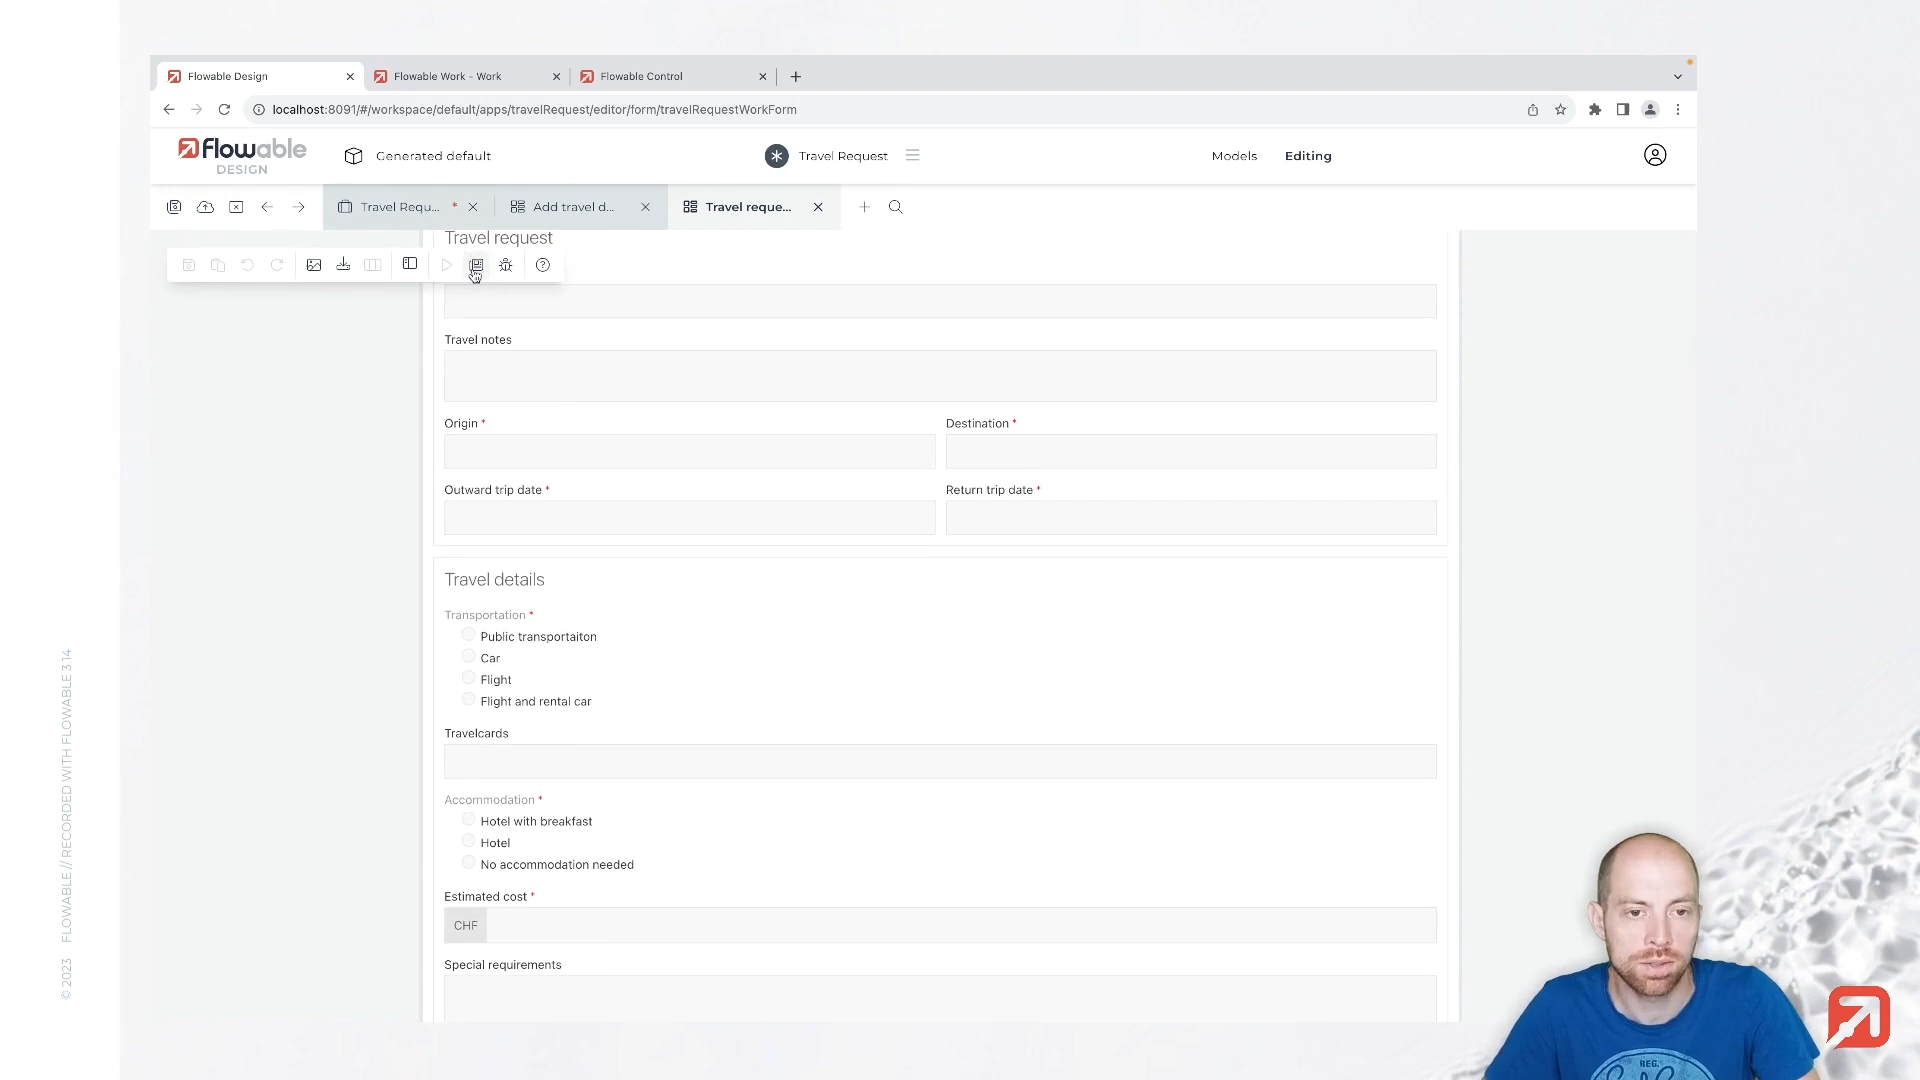 Flowable Design
Flowable Work - Work
Flowable Control
localhost:8091/#/workspace/default/apps/travelRequest/editor/form/travelRequestWorkForm
flowable
DESIGN
Generated default
Travel Request
Models
Editing
Travel Requ... *
Add travel d...
Travel reque...
Travel request
Travel notes
Origin *
Destination *
Outward trip date *
Return trip date *
Travel details
Transportation *
Public transportaiton
Car
Flight
Flight and rental car
Travelcards
Accommodation *
Hotel with breakfast
Hotel
No accommodation needed
Estimated cost *
CHF
Special requirements
© 2023 FLOWABLE // RECORDED WITH FLOWABLE 3.14
REG.